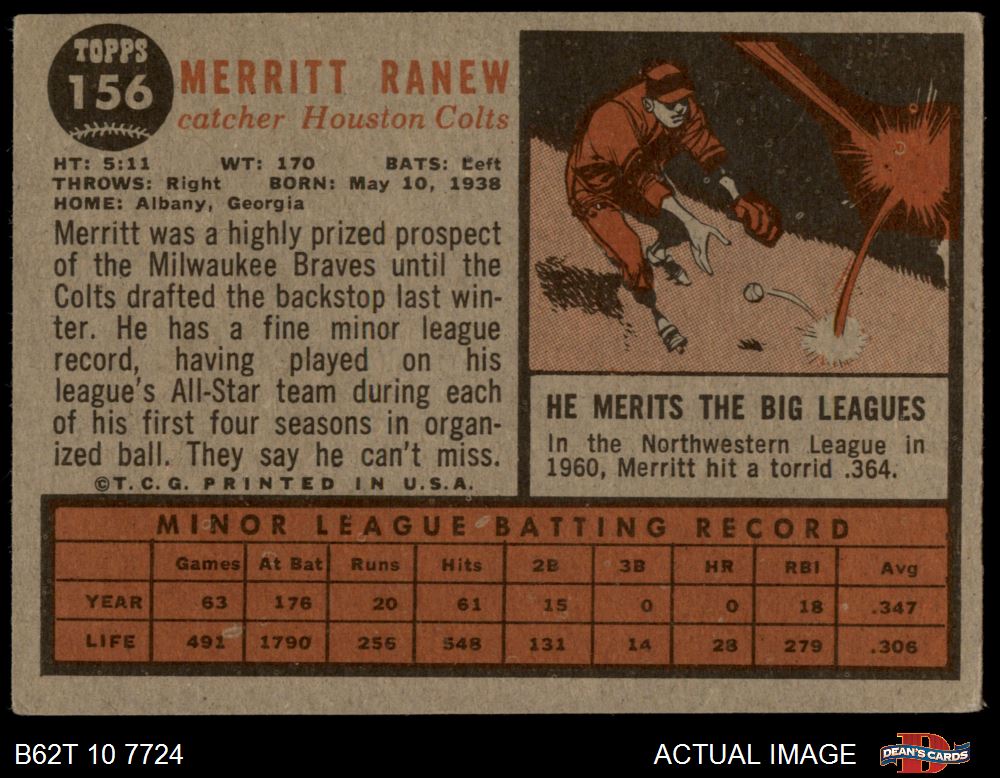 TOPPS
156
MERRITT RANEW
catcher Houston Colts
HT: 5:11 WT: 170 BATS: Left
THROWS: Right BORN: May 10, 1938
HOME: Albany, Georgia
Merritt was a highly prized prospect
of the Milwaukee Braves until the
Colts drafted the backstop last win-
ter. He has a fine minor league
record, having played on his
league's All-Star team during each
of his first four seasons in organ-
ized ball. They say he can't miss.
©T.C.G. PRINTED IN U.S.A.
HE MERITS THE BIG LEAGUES
In the Northwestern League in
1960, Merritt hit a torrid .364.
MINOR LEAGUE BATTING RECORD
Games At Bat Runs Hits 2B 3B HR RBI Avg
YEAR 63 176 20 61 15 0 0 18 .347
LIFE 491 1790 256 548 131 14 28 279 .306
B62T 10 7724 ACTUAL IMAGE DEAN'S CARDS